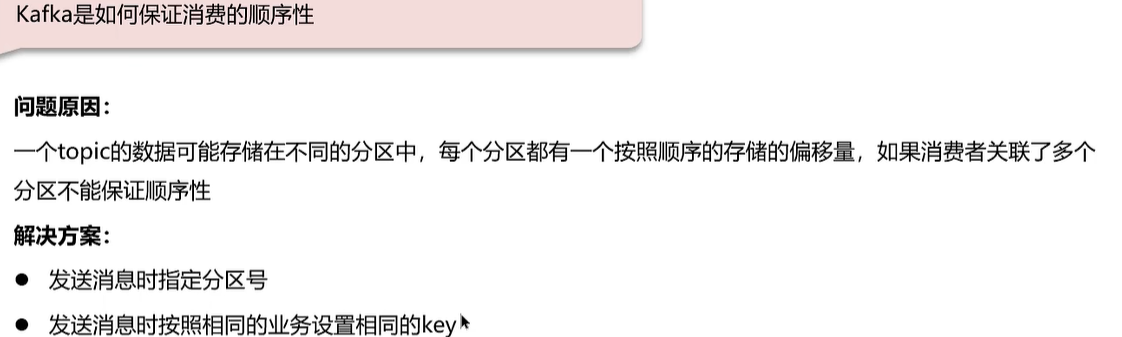 Kafka是如何保证消费的顺序性
问题原因：
一个topic的数据可能存储在不同的分区中，每个分区都有一个按照顺序的存储的偏移量，如果消费者关联了多个
分区不能保证顺序性
解决方案：
● 发送消息时指定分区号
● 发送消息时按照相同的业务设置相同的key